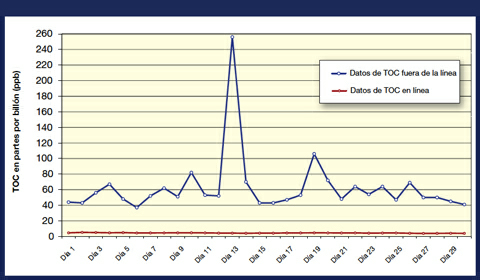 TOC en partes por billón (ppb)
260
240
220
200
180
160
140
120
100
80
60
40
20
0
Datos de TOC fuera de la línea
Datos de TOC en línea
Día 1
Día 3
Día 5
Día 7
Día 9
Día 11
Día 13
Día 15
Día 17
Día 19
Día 21
Día 23
Día 25
Día 27
Día 29